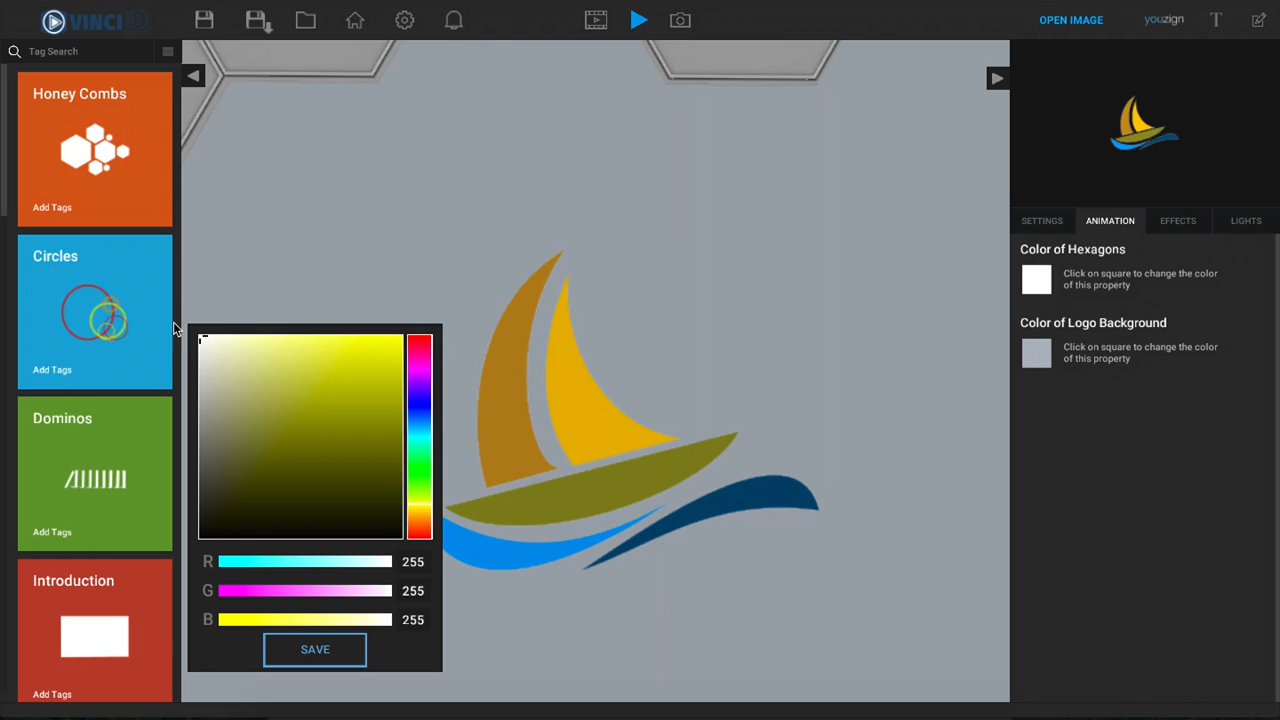 VINCI3D
OPEN IMAGE
youzign
T
Tag Search
Honey Combs
Add Tags
Circles
Add Tags
Dominos
Add Tags
Introduction
Add Tags
R 255
G 255
B 255
SAVE
SETTINGS
ANIMATION
EFFECTS
LIGHTS
Color of Hexagons
Click on square to change the color
of this property
Color of Logo Background
Click on square to change the color
of this property